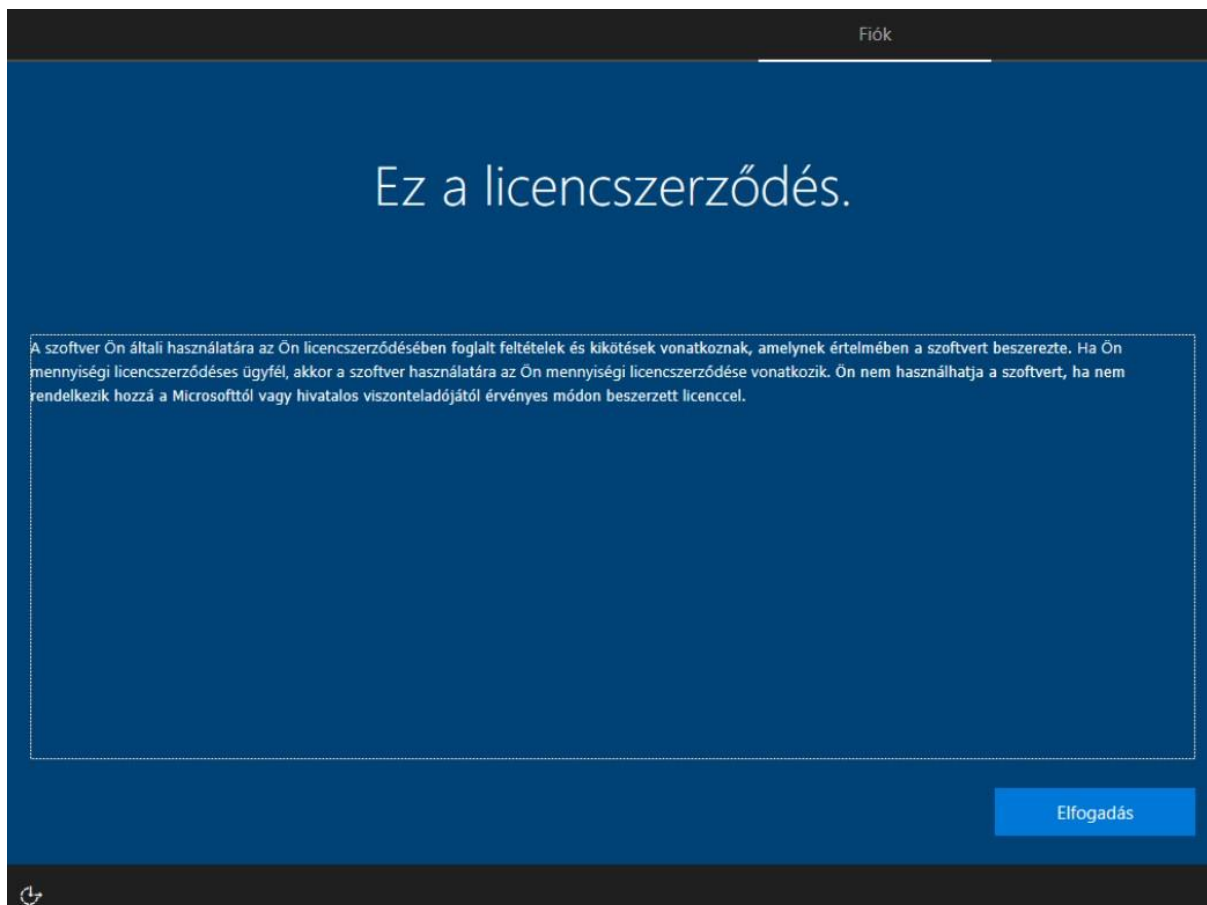 Fiók
Ez a licencszerződés.
A szoftver Ön általi használatára az Ön licencszerződésében foglalt feltételek és kikötések vonatkoznak, amelynek értelmében a szoftvert beszerezte. Ha Ön
mennyiségi licencszerződéses ügyfél, akkor a szoftver használatára az Ön mennyiségi licencszerződése vonatkozik. Ön nem használhatja a szoftvert, ha nem
rendelkezik hozzá a Microsofttól vagy hivatalos viszonteladójától érvényes módon beszerzett licenccel.
Elfogadás